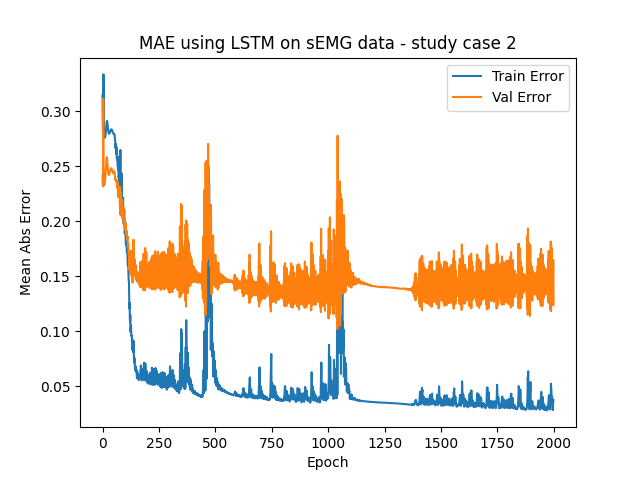 MAE using LSTM on sEMG data - study case 2
Train Error
Val Error
Mean Abs Error
0.30
0.25
0.20
0.15
0.10
0.05
0 250 500 750 1000 1250 1500 1750 2000
Epoch